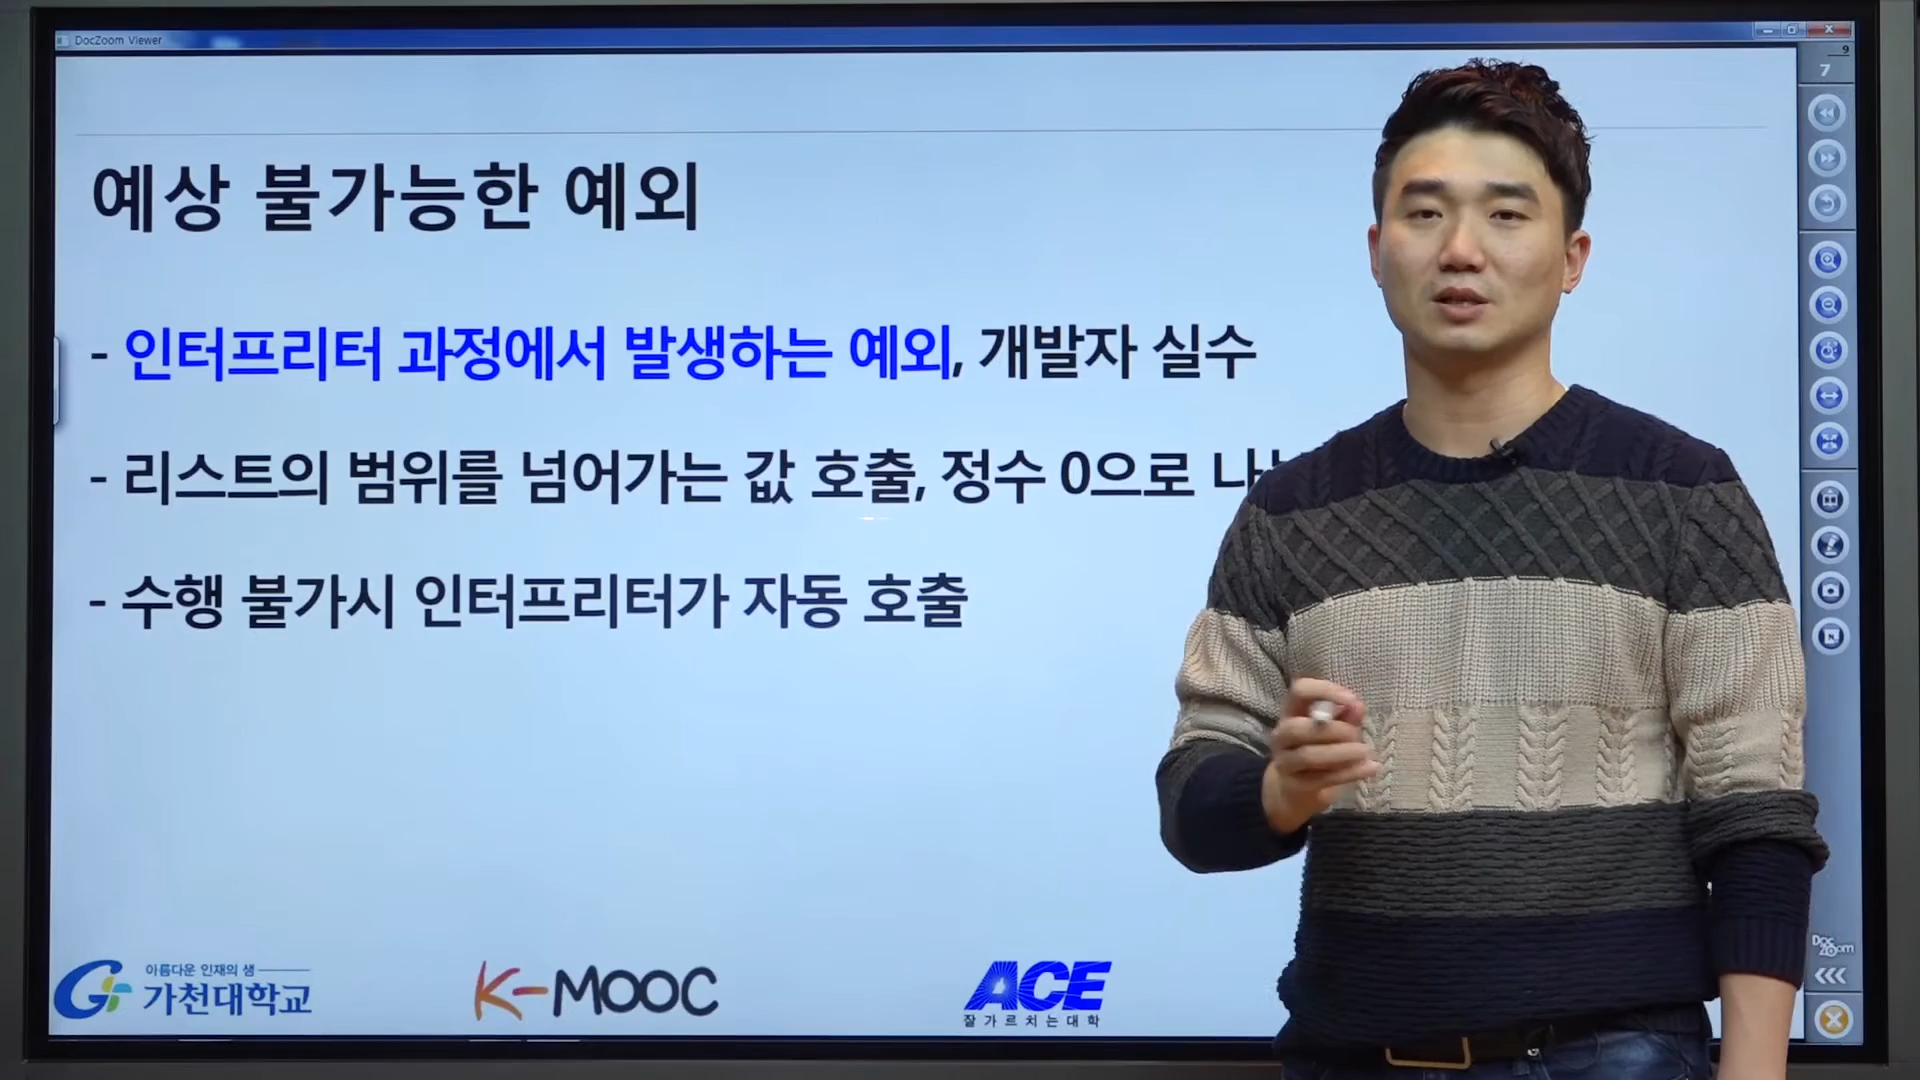 DocZoom Viewer
9
7
예상 불가능한 예외
- 인터프리터 과정에서 발생하는 예외, 개발자 실수
- 리스트의 범위를 넘어가는 값 호출, 정수 0으로
- 수행 불가시 인터프리터가 자동 호출
아름다운 인재의 샘
가천대학교
K-MOOC
ACE
잘가르치는대학
DocZoom